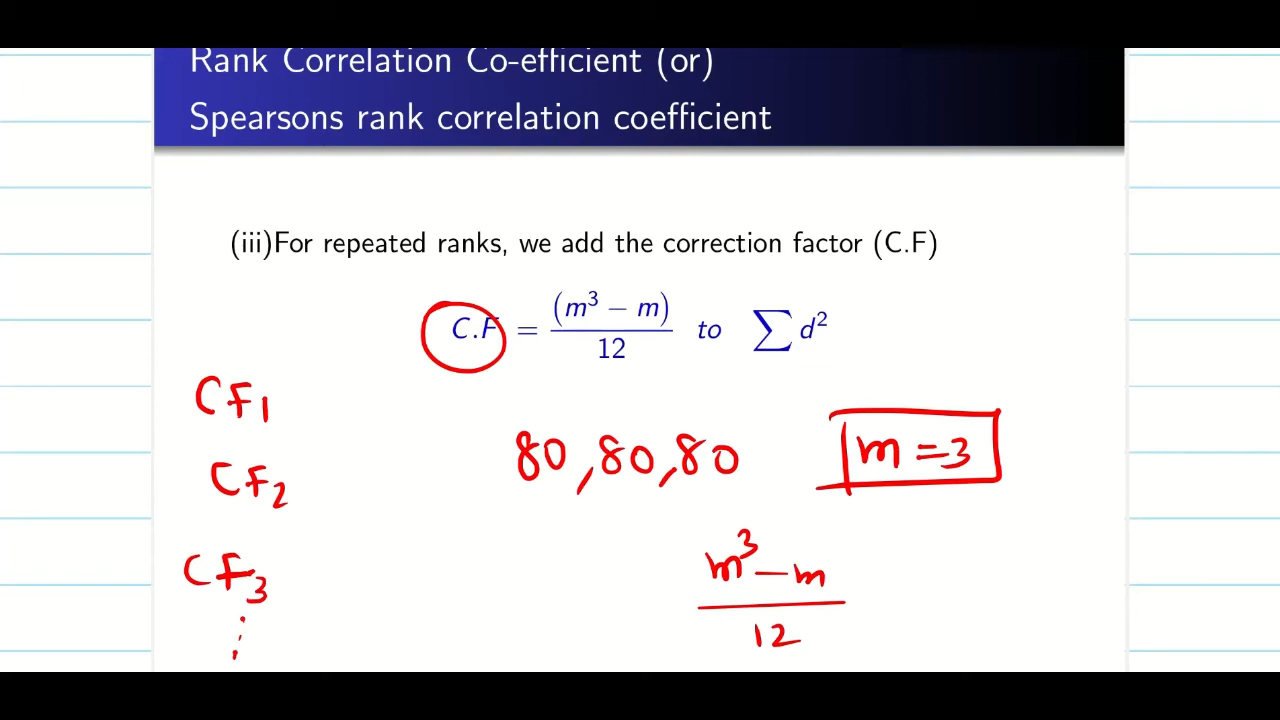 Rank Correlation Co-efficient (or)
Spearsons rank correlation coefficient
(iii)For repeated ranks, we add the correction factor (C.F)
C.F = (m³ − m) / 12 to ∑ d²
CF₁
80, 80, 80 m = 3
CF₂
CF₃
m³ − m
12
⋮